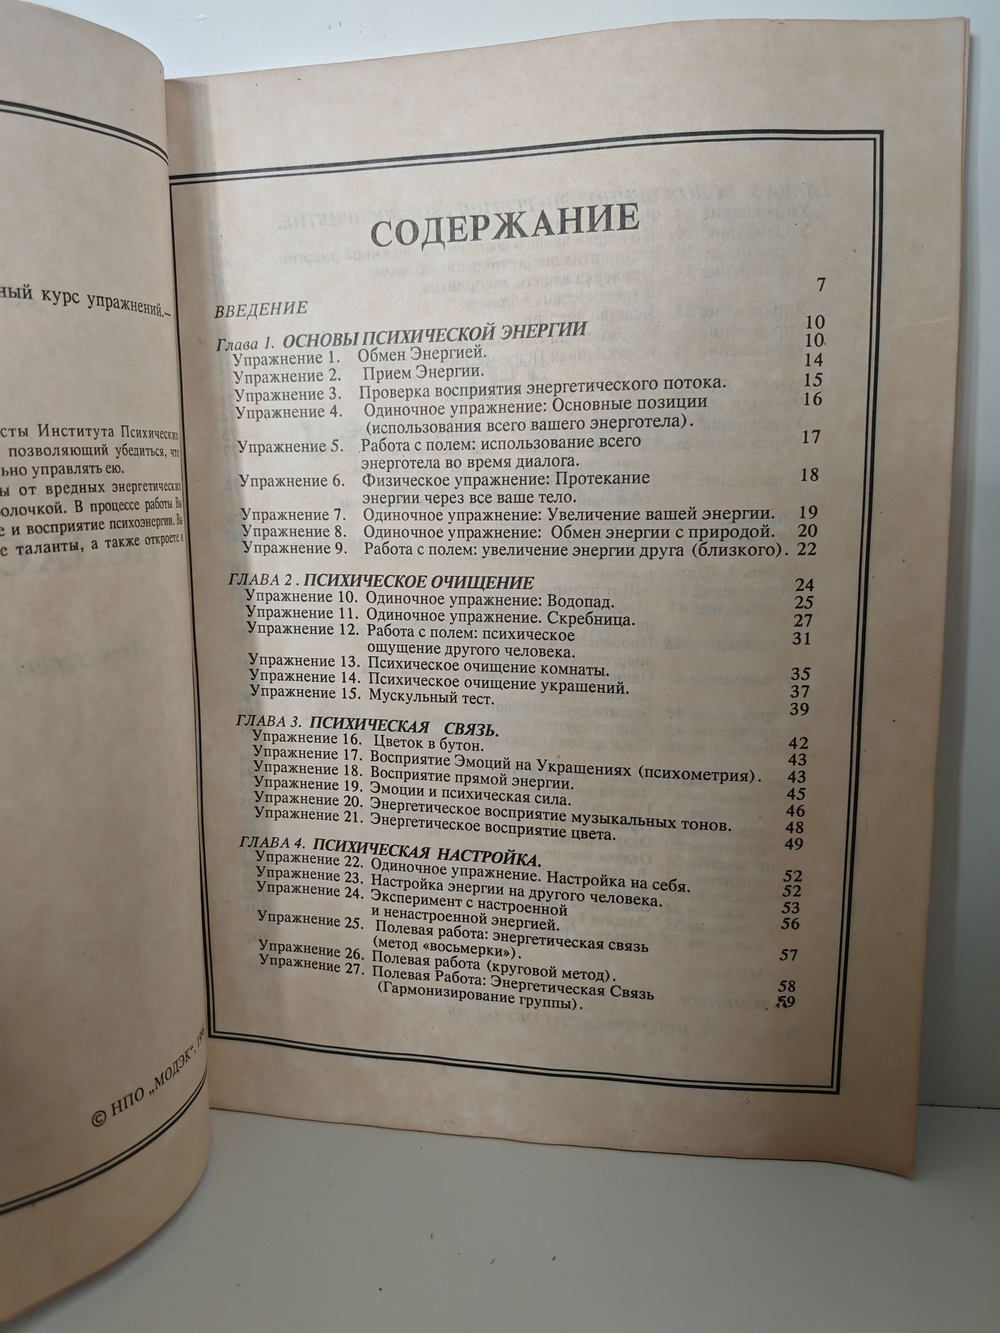 ный курс упражнений.–
сты Института Психических
позволяющий убедиться, что
ьно управлять ею.
ы от вредных энергетических
олочкой. В процессе работы Вы
е и восприятие психоэнергии. Вы
е таланты, а также откроете в
© НПО „МОДЭК“,
СОДЕРЖАНИЕ
ВВЕДЕНИЕ 7
Глава 1. ОСНОВЫ ПСИХИЧЕСКОЙ ЭНЕРГИИ 10
Упражнение 1. Обмен Энергией. 10
Упражнение 2. Прием Энергии. 14
Упражнение 3. Проверка восприятия энергетического потока. 15
Упражнение 4. Одиночное упражнение: Основные позиции 16
(использования всего вашего энерготела).
Упражнение 5. Работа с полем: использование всего 17
энерготела во время диалога.
Упражнение 6. Физическое упражнение: Протекание 18
энергии через все ваше тело.
Упражнение 7. Одиночное упражнение: Увеличение вашей энергии. 19
Упражнение 8. Одиночное упражнение: Обмен энергии с природой. 20
Упражнение 9. Работа с полем: увеличение энергии друга (близкого). 22
ГЛАВА 2. ПСИХИЧЕСКОЕ ОЧИЩЕНИЕ 24
Упражнение 10. Одиночное упражнение: Водопад. 25
Упражнение 11. Одиночное упражнение. Скребница. 27
Упражнение 12. Работа с полем: психическое 31
ощущение другого человека.
Упражнение 13. Психическое очищение комнаты. 35
Упражнение 14. Психическое очищение украшений. 37
Упражнение 15. Мускульный тест. 39
ГЛАВА 3. ПСИХИЧЕСКАЯ СВЯЗЬ. 42
Упражнение 16. Цветок в бутон. 43
Упражнение 17. Восприятие Эмоций на Украшениях (психометрия). 43
Упражнение 18. Восприятие прямой энергии. 45
Упражнение 19. Эмоции и психическая сила. 46
Упражнение 20. Энергетическое восприятие музыкальных тонов. 48
Упражнение 21. Энергетическое восприятие цвета. 49
ГЛАВА 4. ПСИХИЧЕСКАЯ НАСТРОЙКА. 52
Упражнение 22. Одиночное упражнение. Настройка на себя. 52
Упражнение 23. Настройка энергии на другого человека. 53
Упражнение 24. Эксперимент с настроенной 56
и ненастроенной энергией.
Упражнение 25. Полевая работа: энергетическая связь 57
(метод «восьмерки»).
Упражнение 26. Полевая работа (круговой метод). 58
Упражнение 27. Полевая Работа: Энергетическая Связь 59
(Гармонизирование группы).